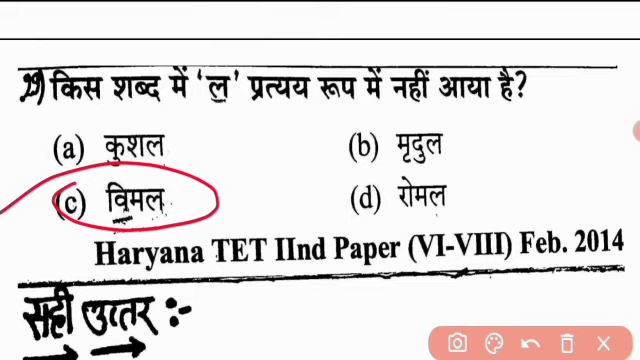 29) किस शब्द में 'ल' प्रत्यय रूप में नहीं आया है?
(a) कुशल (b) मृदुल
(c) विमल (d) रोमल
Haryana TET IInd Paper (VI-VIII) Feb. 2014
सही उत्तर :-